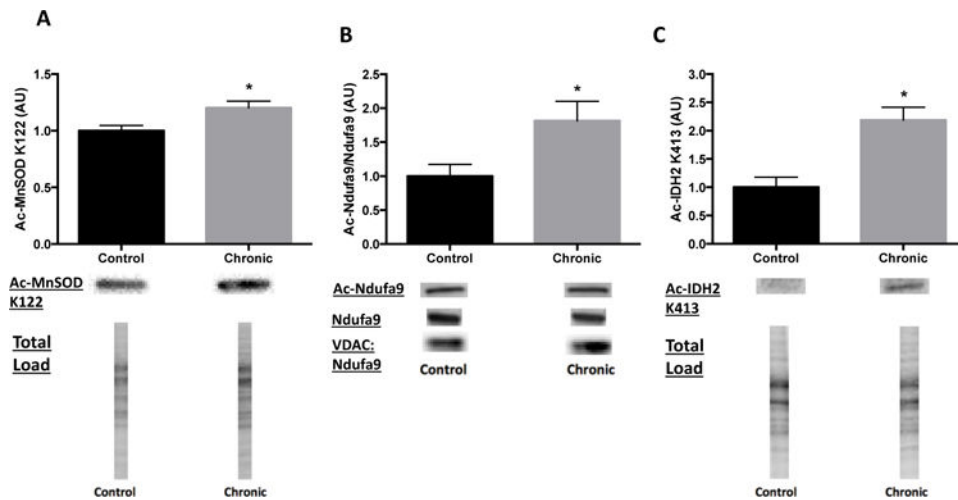 A
Ac-MnSOD K122 (AU)
1.5
1.0
0.5
0.0
*
Control
Chronic
Ac-MnSOD
K122
Total
Load
Control
Chronic
B
Ac-Ndufa9/Ndufa9 (AU)
2.5
2.0
1.5
1.0
0.5
0.0
*
Control
Chronic
Ac-Ndufa9
Ndufa9
VDAC:
Ndufa9
Control
Chronic
C
Ac-IDH2 K413 (AU)
3.0
2.5
2.0
1.5
1.0
0.5
0.0
*
Control
Chronic
Ac-IDH2
K413
Total
Load
Control
Chronic